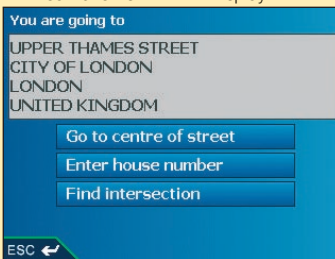 You are going to
UPPER THAMES STREET
CITY OF LONDON
LONDON
UNITED KINGDOM
Go to centre of street
Enter house number
Find intersection
ESC